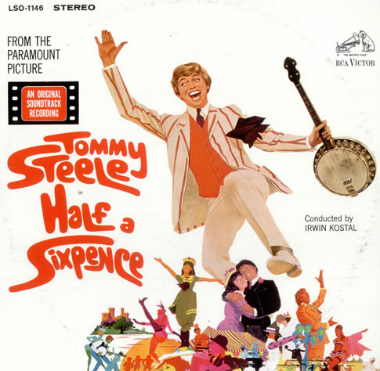 LSO-1146 STEREO
FROM THE
PARAMOUNT
PICTURE
AN ORIGINAL
SOUNDTRACK
RECORDING
RCA VICTOR
TOMMY
STEELE
HALF a
SIXPENCE
Conducted by
IRWIN KOSTAL